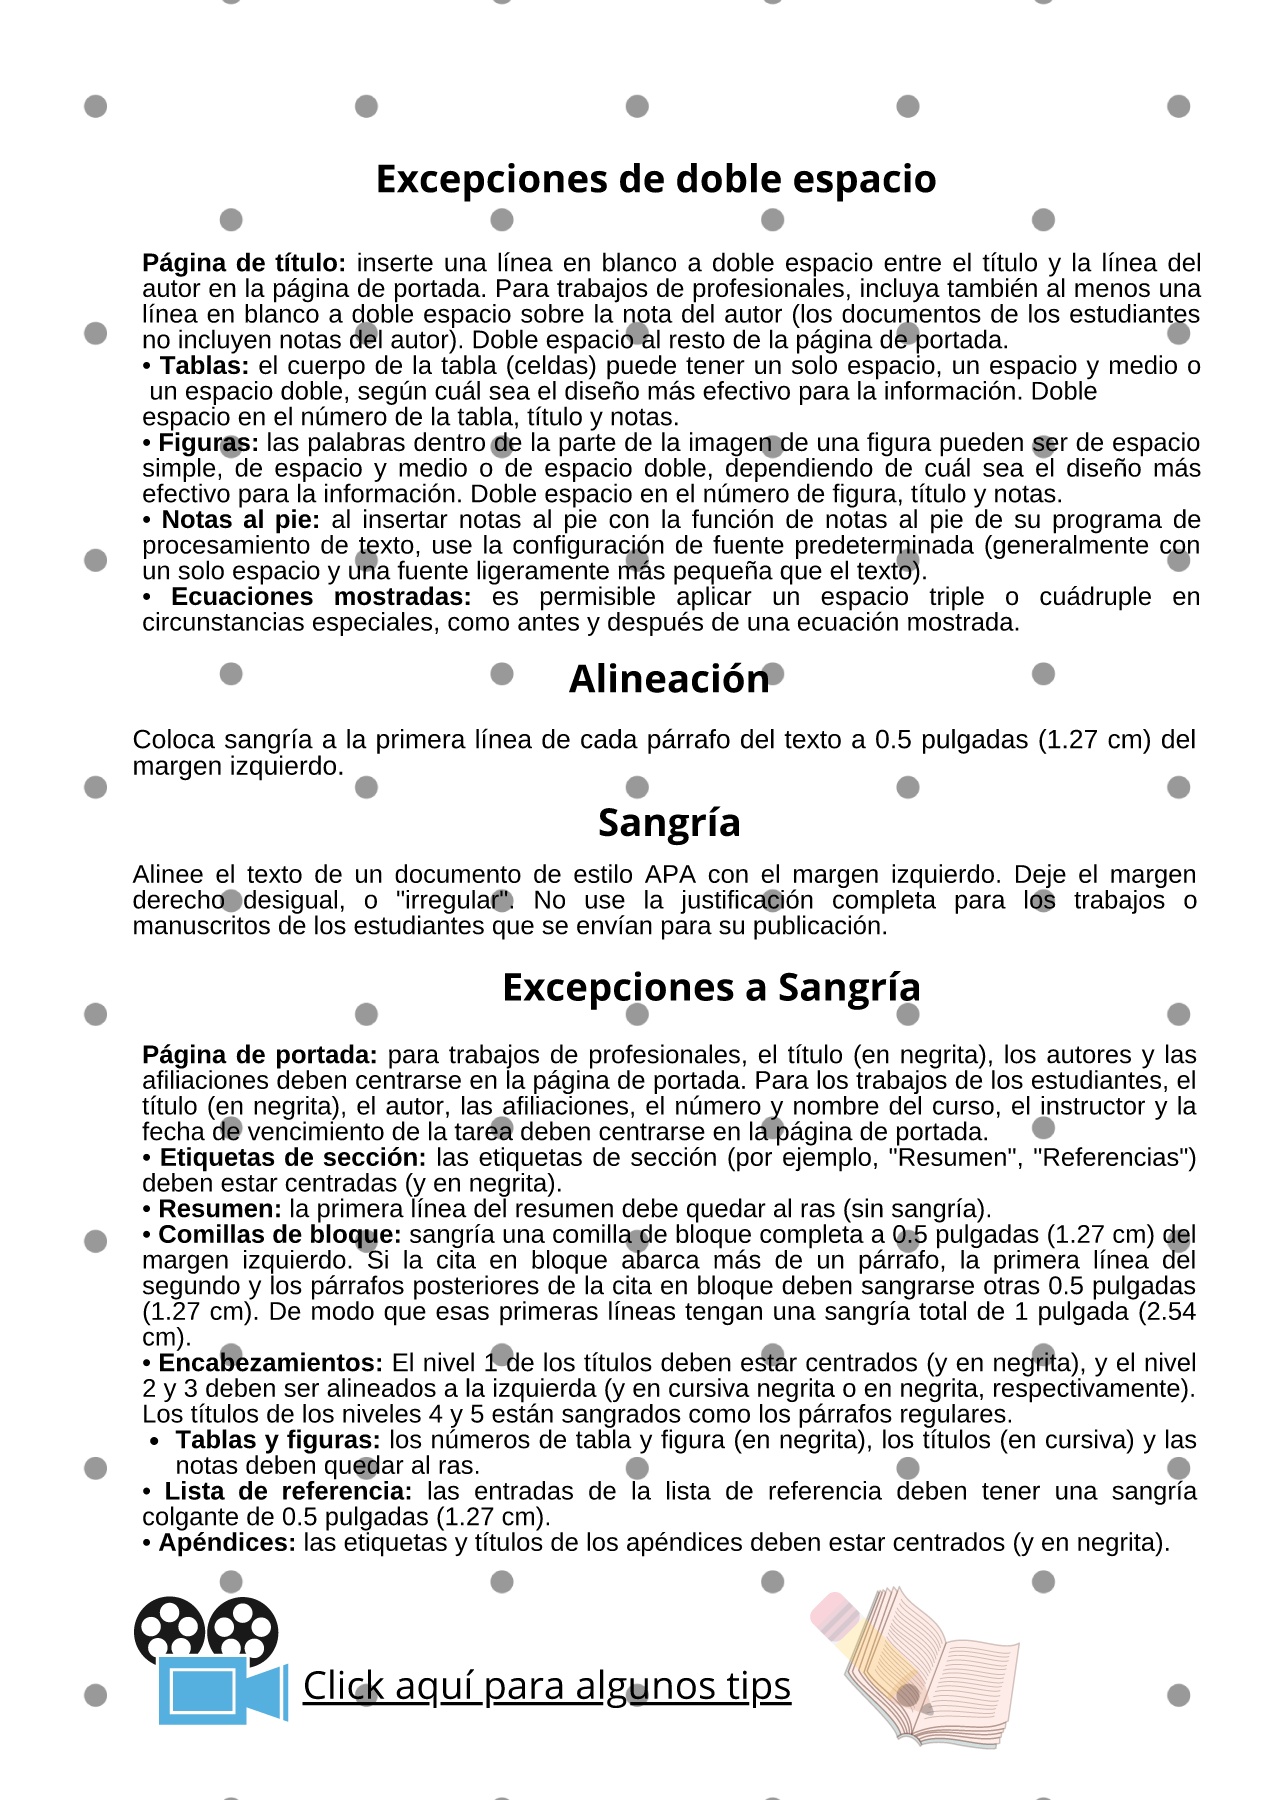 Excepciones de doble espacio
Página de título: inserte una línea en blanco a doble espacio entre el título y la línea del
autor en la página de portada. Para trabajos de profesionales, incluya también al menos una
línea en blanco a doble espacio sobre la nota del autor (los documentos de los estudiantes
no incluyen notas del autor). Doble espacio al resto de la página de portada.
• Tablas: el cuerpo de la tabla (celdas) puede tener un solo espacio, un espacio y medio o
un espacio doble, según cuál sea el diseño más efectivo para la información. Doble
espacio en el número de la tabla, título y notas.
• Figuras: las palabras dentro de la parte de la imagen de una figura pueden ser de espacio
simple, de espacio y medio o de espacio doble, dependiendo de cuál sea el diseño más
efectivo para la información. Doble espacio en el número de figura, título y notas.
• Notas al pie: al insertar notas al pie con la función de notas al pie de su programa de
procesamiento de texto, use la configuración de fuente predeterminada (generalmente con
un solo espacio y una fuente ligeramente más pequeña que el texto).
• Ecuaciones mostradas: es permisible aplicar un espacio triple o cuádruple en
circunstancias especiales, como antes y después de una ecuación mostrada.
Alineación
Coloca sangría a la primera línea de cada párrafo del texto a 0.5 pulgadas (1.27 cm) del
margen izquierdo.
Sangría
Alinee el texto de un documento de estilo APA con el margen izquierdo. Deje el margen
derecho desigual, o "irregular". No use la justificación completa para los trabajos o
manuscritos de los estudiantes que se envían para su publicación.
Excepciones a Sangría
Página de portada: para trabajos de profesionales, el título (en negrita), los autores y las
afiliaciones deben centrarse en la página de portada. Para los trabajos de los estudiantes, el
título (en negrita), el autor, las afiliaciones, el número y nombre del curso, el instructor y la
fecha de vencimiento de la tarea deben centrarse en la página de portada.
• Etiquetas de sección: las etiquetas de sección (por ejemplo, "Resumen", "Referencias")
deben estar centradas (y en negrita).
• Resumen: la primera línea del resumen debe quedar al ras (sin sangría).
• Comillas de bloque: sangría una comilla de bloque completa a 0.5 pulgadas (1.27 cm) del
margen izquierdo. Si la cita en bloque abarca más de un párrafo, la primera línea del
segundo y los párrafos posteriores de la cita en bloque deben sangrarse otras 0.5 pulgadas
(1.27 cm). De modo que esas primeras líneas tengan una sangría total de 1 pulgada (2.54
cm).
• Encabezamientos: El nivel 1 de los títulos deben estar centrados (y en negrita), y el nivel
2 y 3 deben ser alineados a la izquierda (y en cursiva negrita o en negrita, respectivamente).
Los títulos de los niveles 4 y 5 están sangrados como los párrafos regulares.
• Tablas y figuras: los números de tabla y figura (en negrita), los títulos (en cursiva) y las
notas deben quedar al ras.
• Lista de referencia: las entradas de la lista de referencia deben tener una sangría
colgante de 0.5 pulgadas (1.27 cm).
• Apéndices: las etiquetas y títulos de los apéndices deben estar centrados (y en negrita).
Click aquí para algunos tips